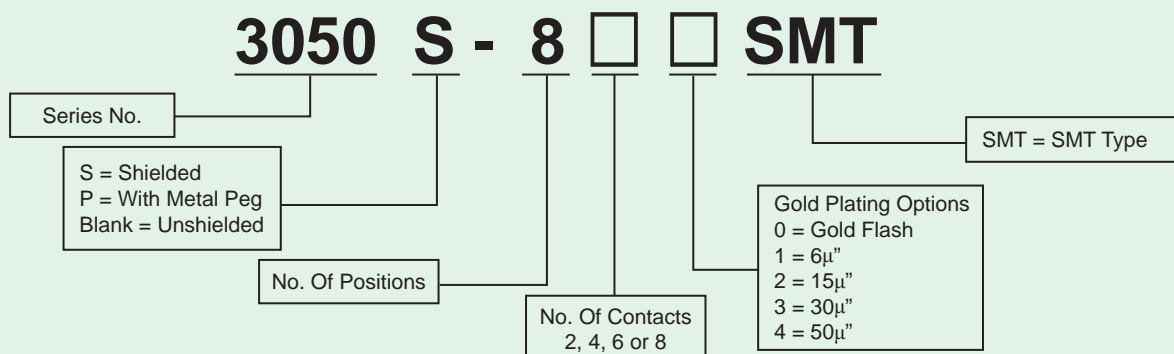 3050 S - 8 □ □ SMT
Series No.
SMT = SMT Type
S = Shielded
P = With Metal Peg
Blank = Unshielded
Gold Plating Options
0 = Gold Flash
1 = 6µ”
2 = 15µ”
3 = 30µ”
4 = 50µ”
No. Of Positions
No. Of Contacts
2, 4, 6 or 8